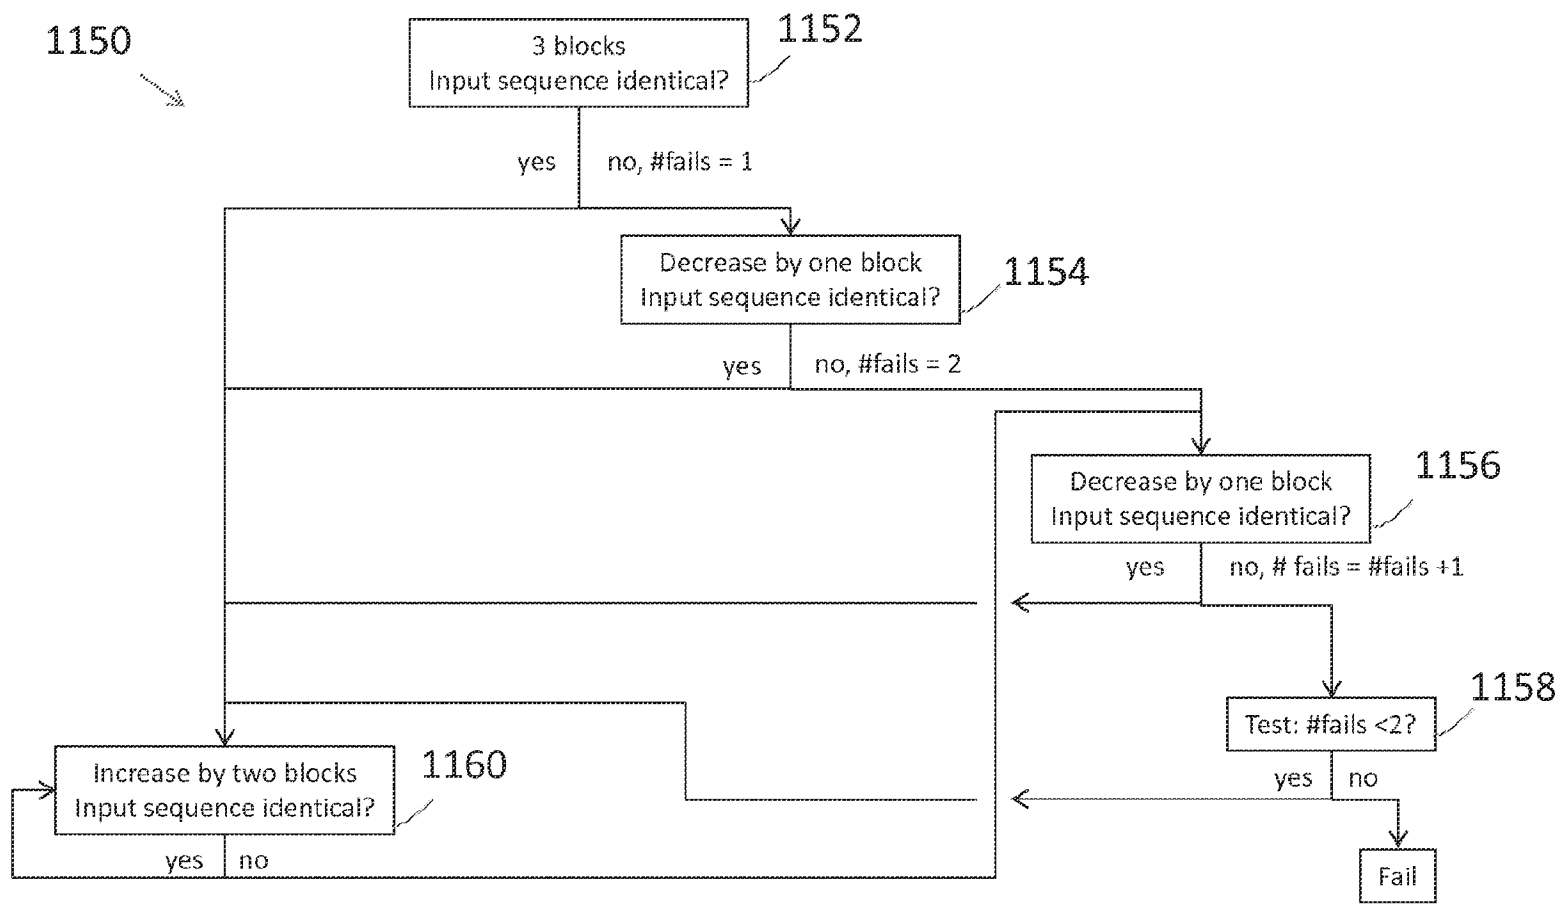 1150
3 blocks
Input sequence identical?
1152
yes
no, #fails = 1
Decrease by one block
Input sequence identical?
1154
yes
no, #fails = 2
Decrease by one block
Input sequence identical?
1156
yes
no, # fails = #fails +1
Test: #fails <2?
1158
yes
no
Increase by two blocks
Input sequence identical?
1160
yes
no
Fail